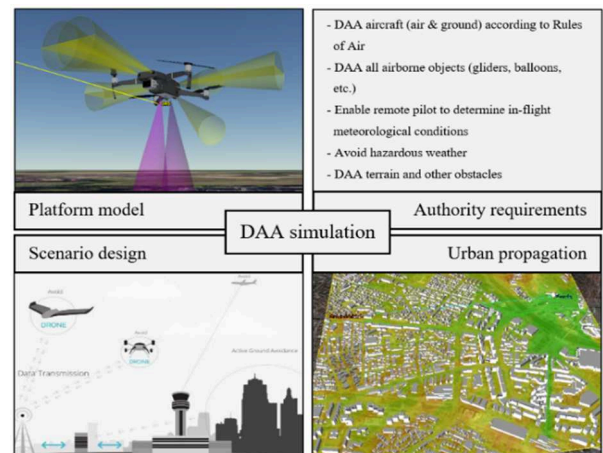 - DAA aircraft (air & ground) according to Rules
of Air
- DAA all airborne objects (gliders, balloons,
etc.)
- Enable remote pilot to determine in-flight
meteorological conditions
- Avoid hazardous weather
- DAA terrain and other obstacles
Platform model
Authority requirements
DAA simulation
Scenario design
Urban propagation
DRONE
Avoid
DRONE
Active Ground Avoidance
Data Transmission